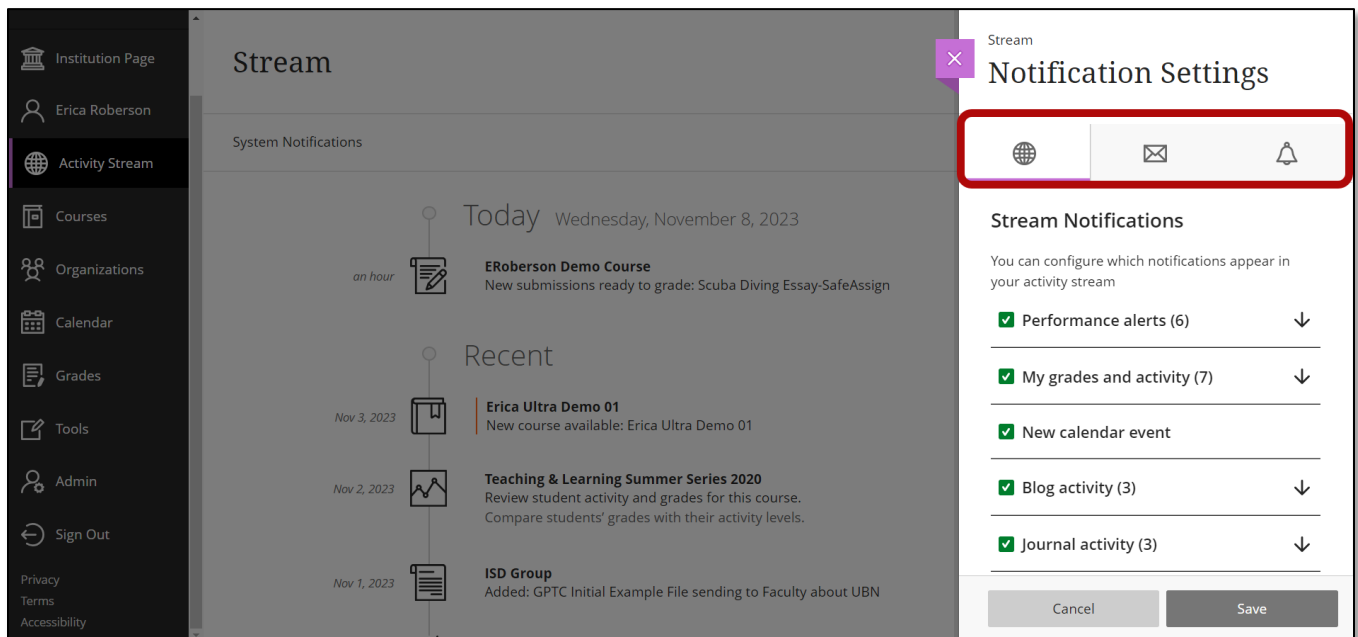 Institution Page
Erica Roberson
Activity Stream
Courses
Organizations
Calendar
Grades
Tools
Admin
Sign Out
Privacy
Terms
Accessibility
Stream
System Notifications
Today Wednesday, November 8, 2023
an hour
ERoberson Demo Course
New submissions ready to grade: Scuba Diving Essay-SafeAssign
Recent
Nov 3, 2023
Erica Ultra Demo 01
New course available: Erica Ultra Demo 01
Nov 2, 2023
Teaching & Learning Summer Series 2020
Review student activity and grades for this course.
Compare students' grades with their activity levels.
Nov 1, 2023
ISD Group
Added: GPTC Initial Example File sending to Faculty about UBN
Stream
Notification Settings
Stream Notifications
You can configure which notifications appear in
your activity stream
Performance alerts (6)
My grades and activity (7)
New calendar event
Blog activity (3)
Journal activity (3)
Cancel
Save